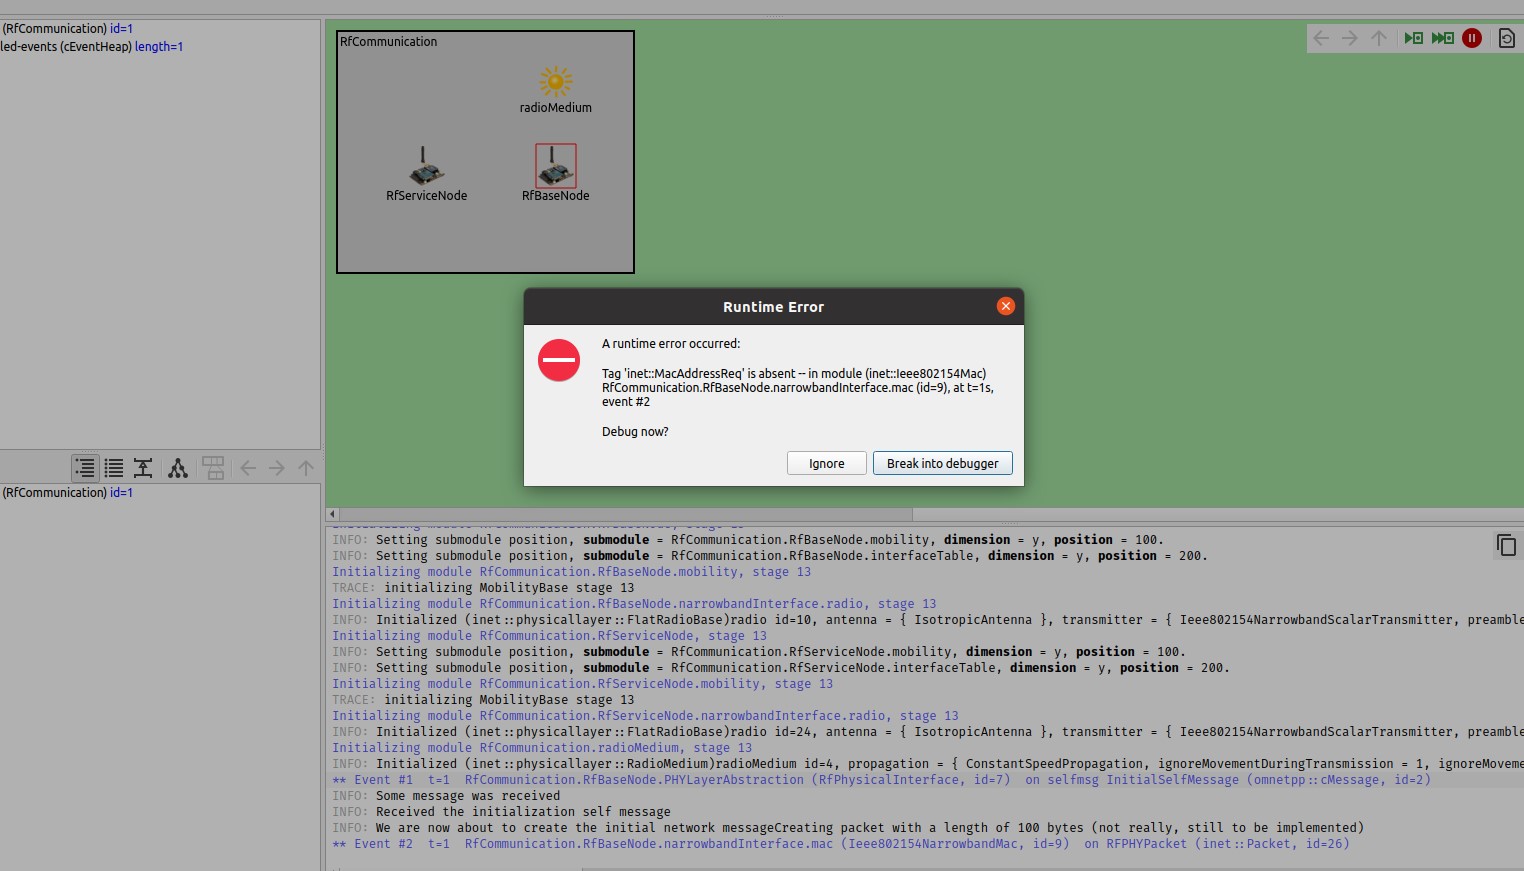 (RfCommunication) id=1
led-events (cEventHeap) length=1
RfCommunication
radioMedium
RfServiceNode
RfBaseNode
Runtime Error
A runtime error occurred:
Tag 'inet::MacAddressReq' is absent -- in module (inet::Ieee802154Mac)
RfCommunication.RfBaseNode.narrowbandInterface.mac (id=9), at t=1s,
event #2
Debug now?
Ignore
Break into debugger
(RfCommunication) id=1
INFO: Setting submodule position, submodule = RfCommunication.RfBaseNode.mobility, dimension = y, position = 100.
INFO: Setting submodule position, submodule = RfCommunication.RfBaseNode.interfaceTable, dimension = y, position = 200.
Initializing module RfCommunication.RfBaseNode.mobility, stage 13
TRACE: initializing MobilityBase stage 13
Initializing module RfCommunication.RfBaseNode.narrowbandInterface.radio, stage 13
INFO: Initialized (inet::physicallayer::FlatRadioBase)radio id=10, antenna = { IsotropicAntenna }, transmitter = { Ieee802154NarrowbandScalarTransmitter, preamble
Initializing module RfCommunication.RfServiceNode, stage 13
INFO: Setting submodule position, submodule = RfCommunication.RfServiceNode.mobility, dimension = y, position = 100.
INFO: Setting submodule position, submodule = RfCommunication.RfServiceNode.interfaceTable, dimension = y, position = 200.
Initializing module RfCommunication.RfServiceNode.mobility, stage 13
TRACE: initializing MobilityBase stage 13
Initializing module RfCommunication.RfServiceNode.narrowbandInterface.radio, stage 13
INFO: Initialized (inet::physicallayer::FlatRadioBase)radio id=24, antenna = { IsotropicAntenna }, transmitter = { Ieee802154NarrowbandScalarTransmitter, preamble
Initializing module RfCommunication.radioMedium, stage 13
INFO: Initialized (inet::physicallayer::RadioMedium)radioMedium id=4, propagation = { ConstantSpeedPropagation, ignoreMovementDuringTransmission = 1, ignoreMoveme
** Event #1 t=1 RfCommunication.RfBaseNode.PHYLayerAbstraction (RfPhysicalInterface, id=7) on selfmsg InitialSelfMessage (omnetpp::cMessage, id=2)
INFO: Some message was received
INFO: Received the initialization self message
INFO: We are now about to create the initial network messageCreating packet with a length of 100 bytes (not really, still to be implemented)
** Event #2 t=1 RfCommunication.RfBaseNode.narrowbandInterface.mac (Ieee802154NarrowbandMac, id=9) on RFPHYPacket (inet::Packet, id=26)